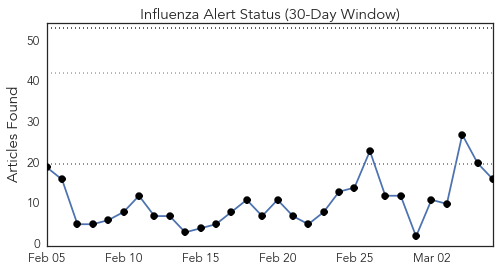 Influenza Alert Status (30-Day Window)
Articles Found
50
40
30
20
10
0
Feb 05
Feb 10
Feb 15
Feb 20
Feb 25
Mar 02